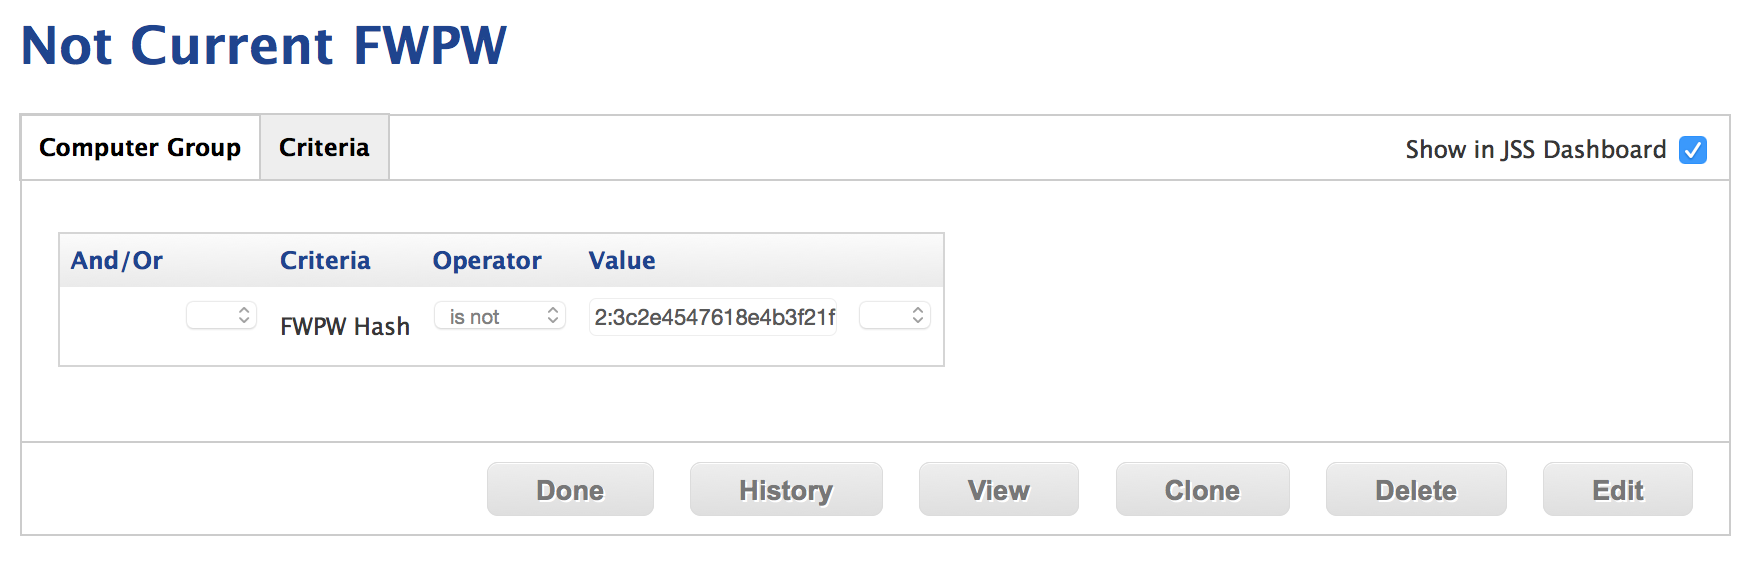 Not Current FWPW
Computer Group Criteria Show in JSS Dashboard
And/Or Criteria Operator Value
FWPW Hash is not 2:3c2e4547618e4b3f21f
Done History View Clone Delete Edit